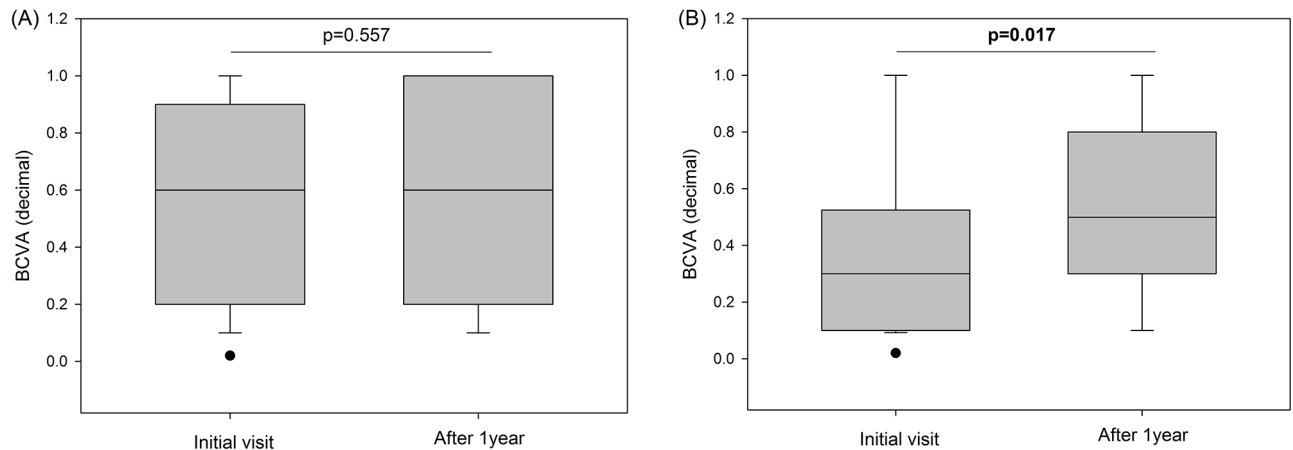 (A)
p=0.557
1.2
1.0
0.8
0.6
0.4
0.2
0.0
BCVA (decimal)
Initial visit
After 1year
(B)
p=0.017
1.2
1.0
0.8
0.6
0.4
0.2
0.0
BCVA (decimal)
Initial visit
After 1year